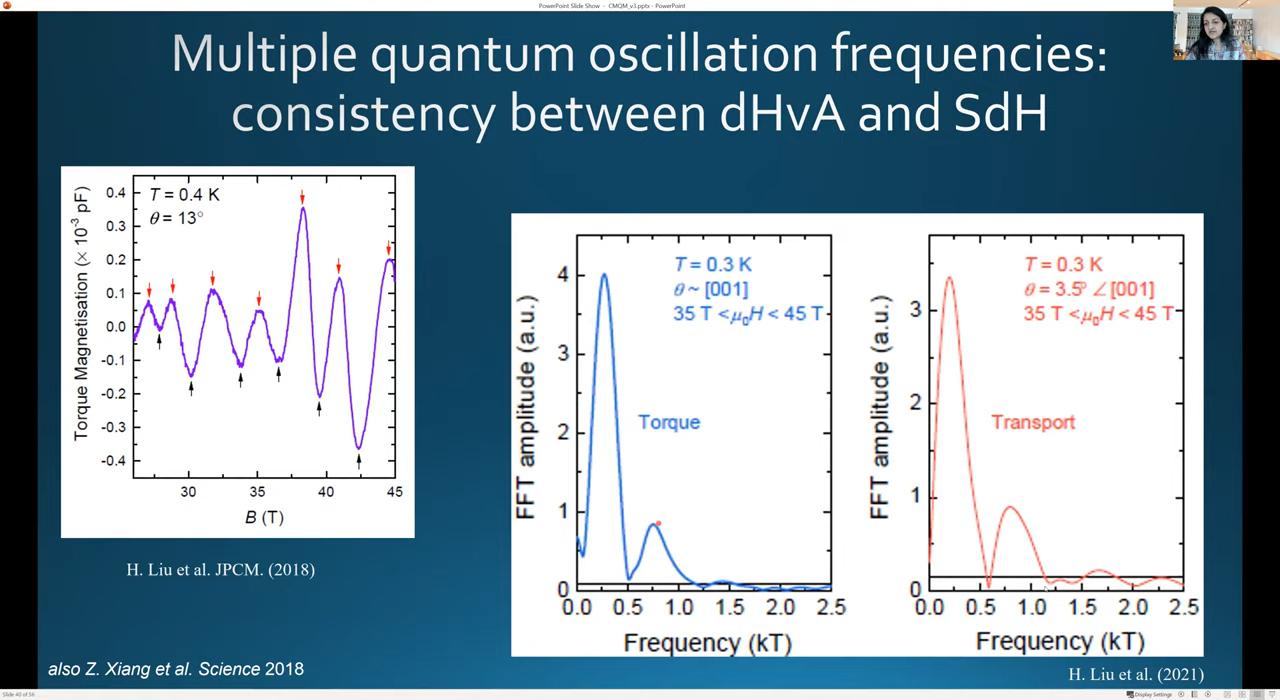 PowerPoint Slide Show - CMQM_v3.pptx - PowerPoint
Multiple quantum oscillation frequencies:
consistency between dHvA and SdH
Torque Magnetisation (× 10⁻³ pF)
T = 0.4 K
θ = 13°
0.4
0.3
0.2
0.1
0.0
-0.1
-0.2
-0.3
-0.4
30 35 40 45
B (T)
H. Liu et al. JPCM. (2018)
FFT amplitude (a.u.)
T = 0.3 K
θ ~ [001]
35 T < μ₀H < 45 T
Torque
4
3
2
1
0
0.0 0.5 1.0 1.5 2.0 2.5
Frequency (kT)
FFT amplitude (a.u.)
T = 0.3 K
θ = 3.5° ∠ [001]
35 T < μ₀H < 45 T
Transport
3
2
1
0
0.0 0.5 1.0 1.5 2.0 2.5
Frequency (kT)
also Z. Xiang et al. Science 2018
H. Liu et al. (2021)
Slide 40 of 56
Display Settings